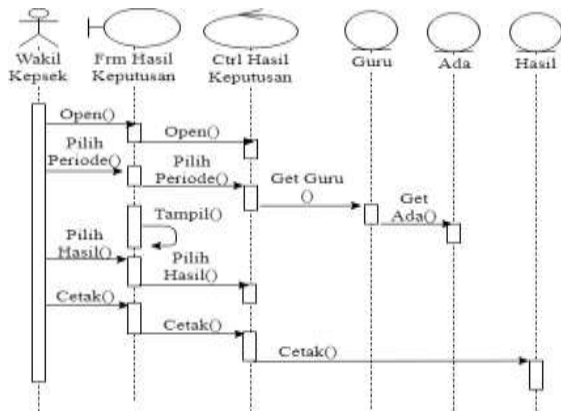 Wakil
Kepsek
Frm Hasil
Keputusan
Ctrl Hasil
Keputusan
Guru
Ada
Hasil
Open()
Open()
Pilih
Periode()
Pilih
Periode()
Get Guru
()
Get
Ada()
Tampil()
Pilih
Hasil()
Pilih
Hasil()
Cetak()
Cetak()
Cetak()